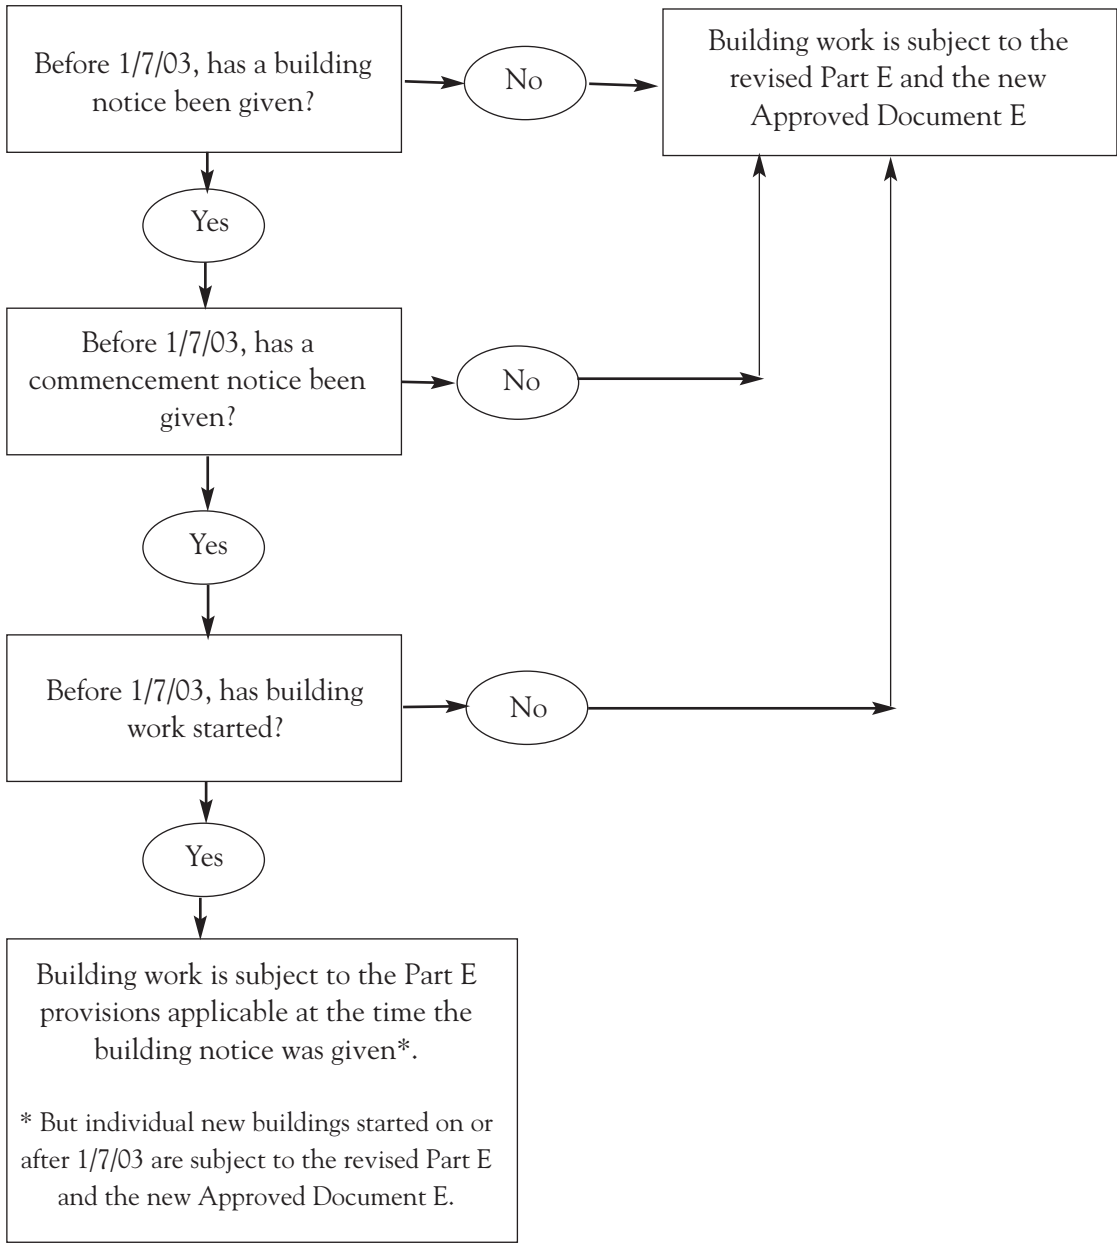 Before 1/7/03, has a building
notice been given?
No
Building work is subject to the
revised Part E and the new
Approved Document E
Yes
Before 1/7/03, has a
commencement notice been
given?
No
Yes
Before 1/7/03, has building
work started?
No
Yes
Building work is subject to the Part E
provisions applicable at the time the
building notice was given*.
* But individual new buildings started on or
after 1/7/03 are subject to the revised Part E
and the new Approved Document E.